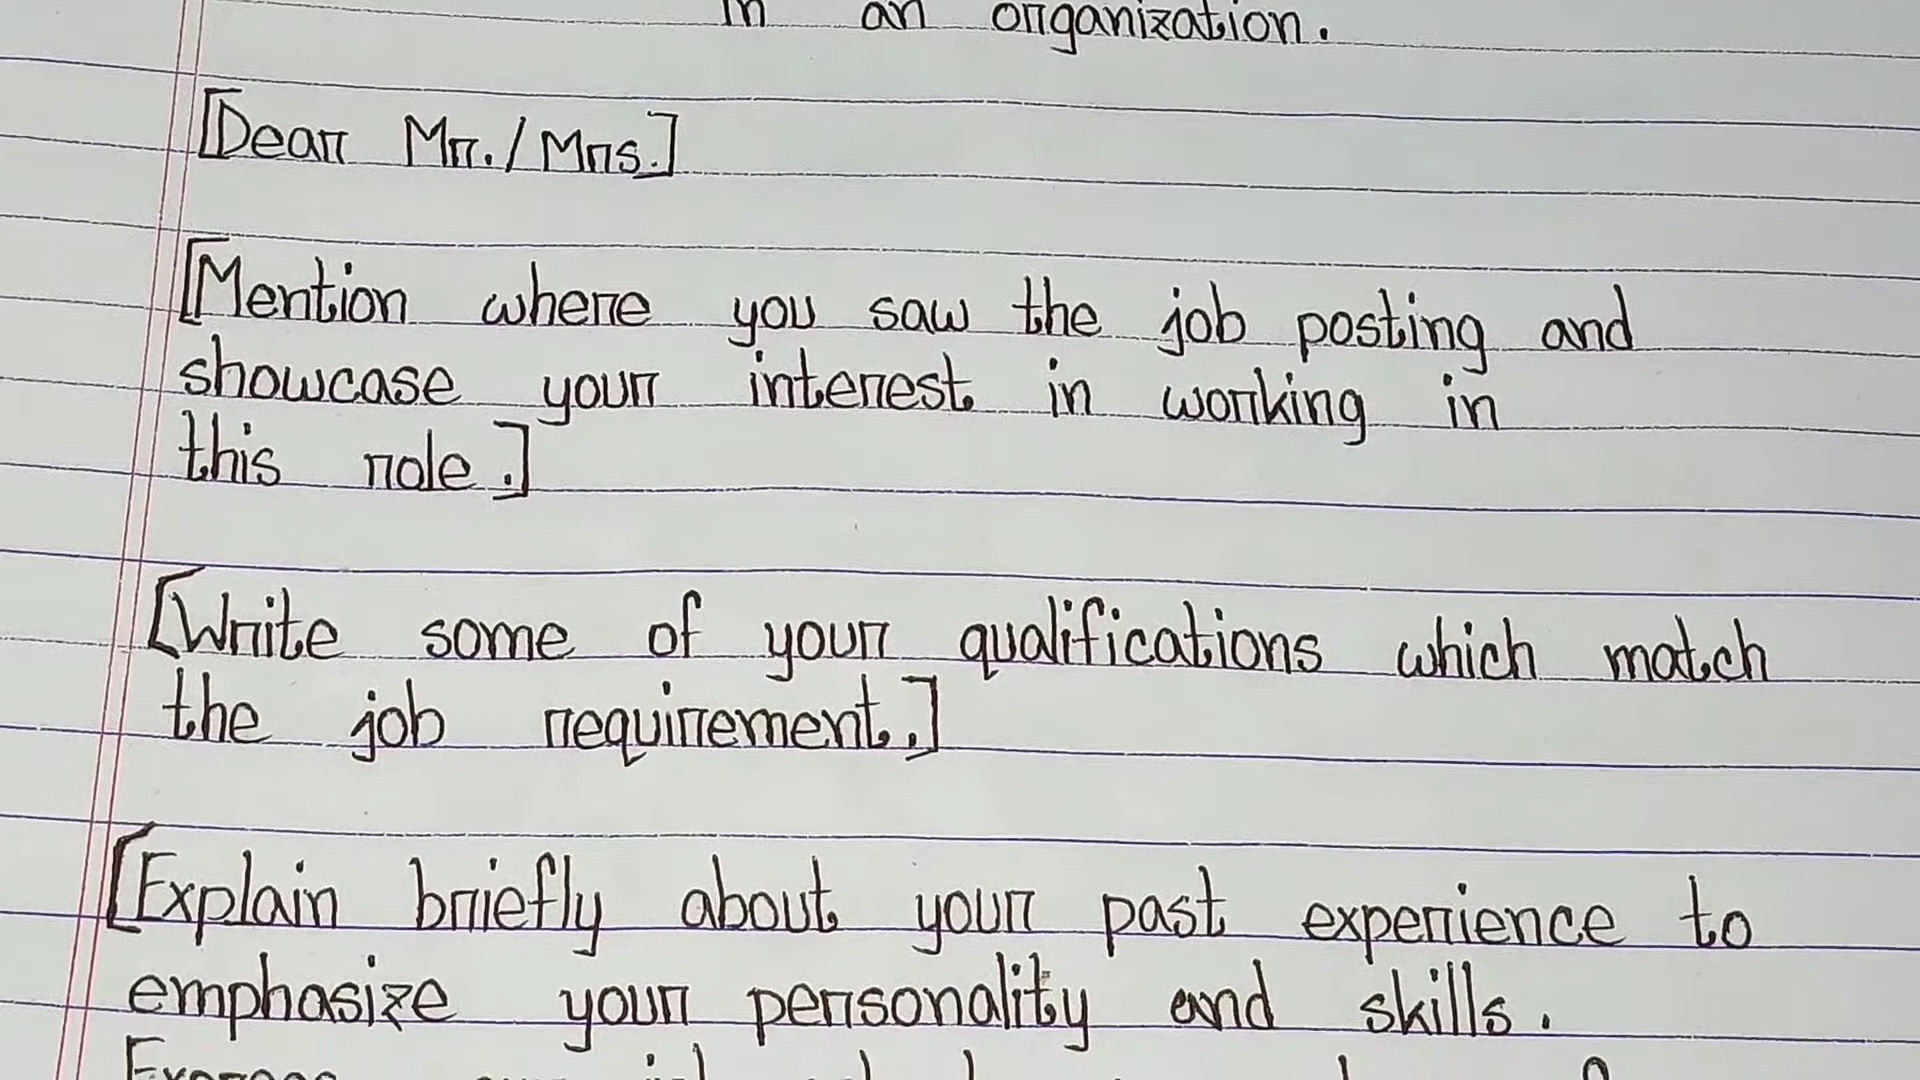 in an organization.
[Dear Mr./Mrs.]
[Mention where you saw the job posting and
showcase your interest in working in
this role.]
[Write some of your qualifications which match
the job requirement.]
[Explain briefly about your past experience to
emphasize your personality and skills.